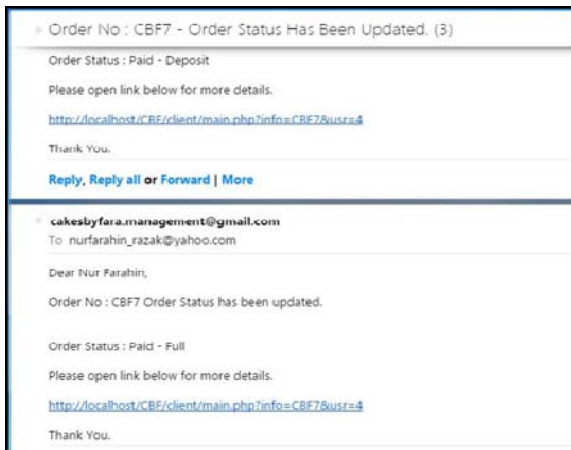 Order No : CBF7 - Order Status Has Been Updated. (3)
Order Status : Paid - Deposit
Please open link below for more details.
http://localhost/CBF/client/main.php?info=CBF7&usr=4
Thank You.
Reply, Reply all or Forward | More
cakesbyfara.management@gmail.com
To nurfarahin_razak@yahoo.com
Dear Nur Farahin,
Order No : CBF7 Order Status has been updated.
Order Status : Paid - Full
Please open link below for more details.
http://localhost/CBF/client/main.php?info=CBF7&usr=4
Thank You.